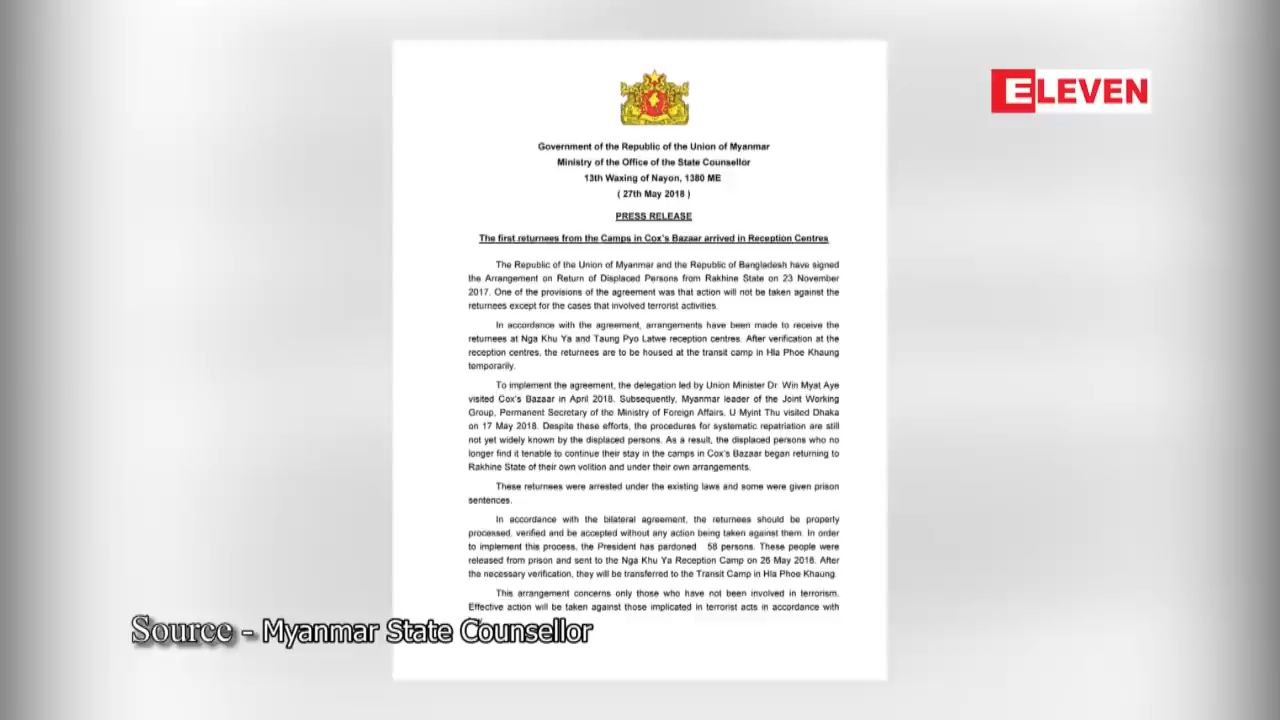 ELEVEN
Government of the Republic of the Union of Myanmar
Ministry of the Office of the State Counsellor
13th Waxing of Nayon, 1380 ME
( 27th May 2018 )
PRESS RELEASE
The first returnees from the Camps in Cox's Bazaar arrived in Reception Centres
The Republic of the Union of Myanmar and the Republic of Bangladesh have signed
the Arrangement on Return of Displaced Persons from Rakhine State on 23 November
2017. One of the provisions of the agreement was that action will not be taken against the
returnees except for the cases that involved terrorist activities.
In accordance with the agreement, arrangements have been made to receive the
returnees at Nga Khu Ya and Taung Pyo Latwe reception centres. After verification at the
reception centres, the returnees are to be housed at the transit camp in Hla Phoe Khaung
temporarily.
To implement the agreement, the delegation led by Union Minister Dr. Win Myat Aye
visited Cox's Bazaar in April 2018. Subsequently, Myanmar leader of the Joint Working
Group, Permanent Secretary of the Ministry of Foreign Affairs, U Myint Thu visited Dhaka
on 17 May 2018. Despite these efforts, the procedures for systematic repatriation are still
not yet widely known by the displaced persons. As a result, the displaced persons who no
longer find it tenable to continue their stay in the camps in Cox's Bazaar began returning to
Rakhine State of their own volition and under their own arrangements.
These returnees were arrested under the existing laws and some were given prison
sentences.
In accordance with the bilateral agreement, the returnees should be properly
processed, verified and be accepted without any action being taken against them. In order
to implement this process, the President has pardoned 58 persons. These people were
released from prison and sent to the Nga Khu Ya Reception Camp on 26 May 2018. After
the necessary verification, they will be transferred to the Transit Camp in Hla Phoe Khaung.
This arrangement concerns only those who have not been involved in terrorism.
Effective action will be taken against those implicated in terrorist acts in accordance with
Source - Myanmar State Counsellor